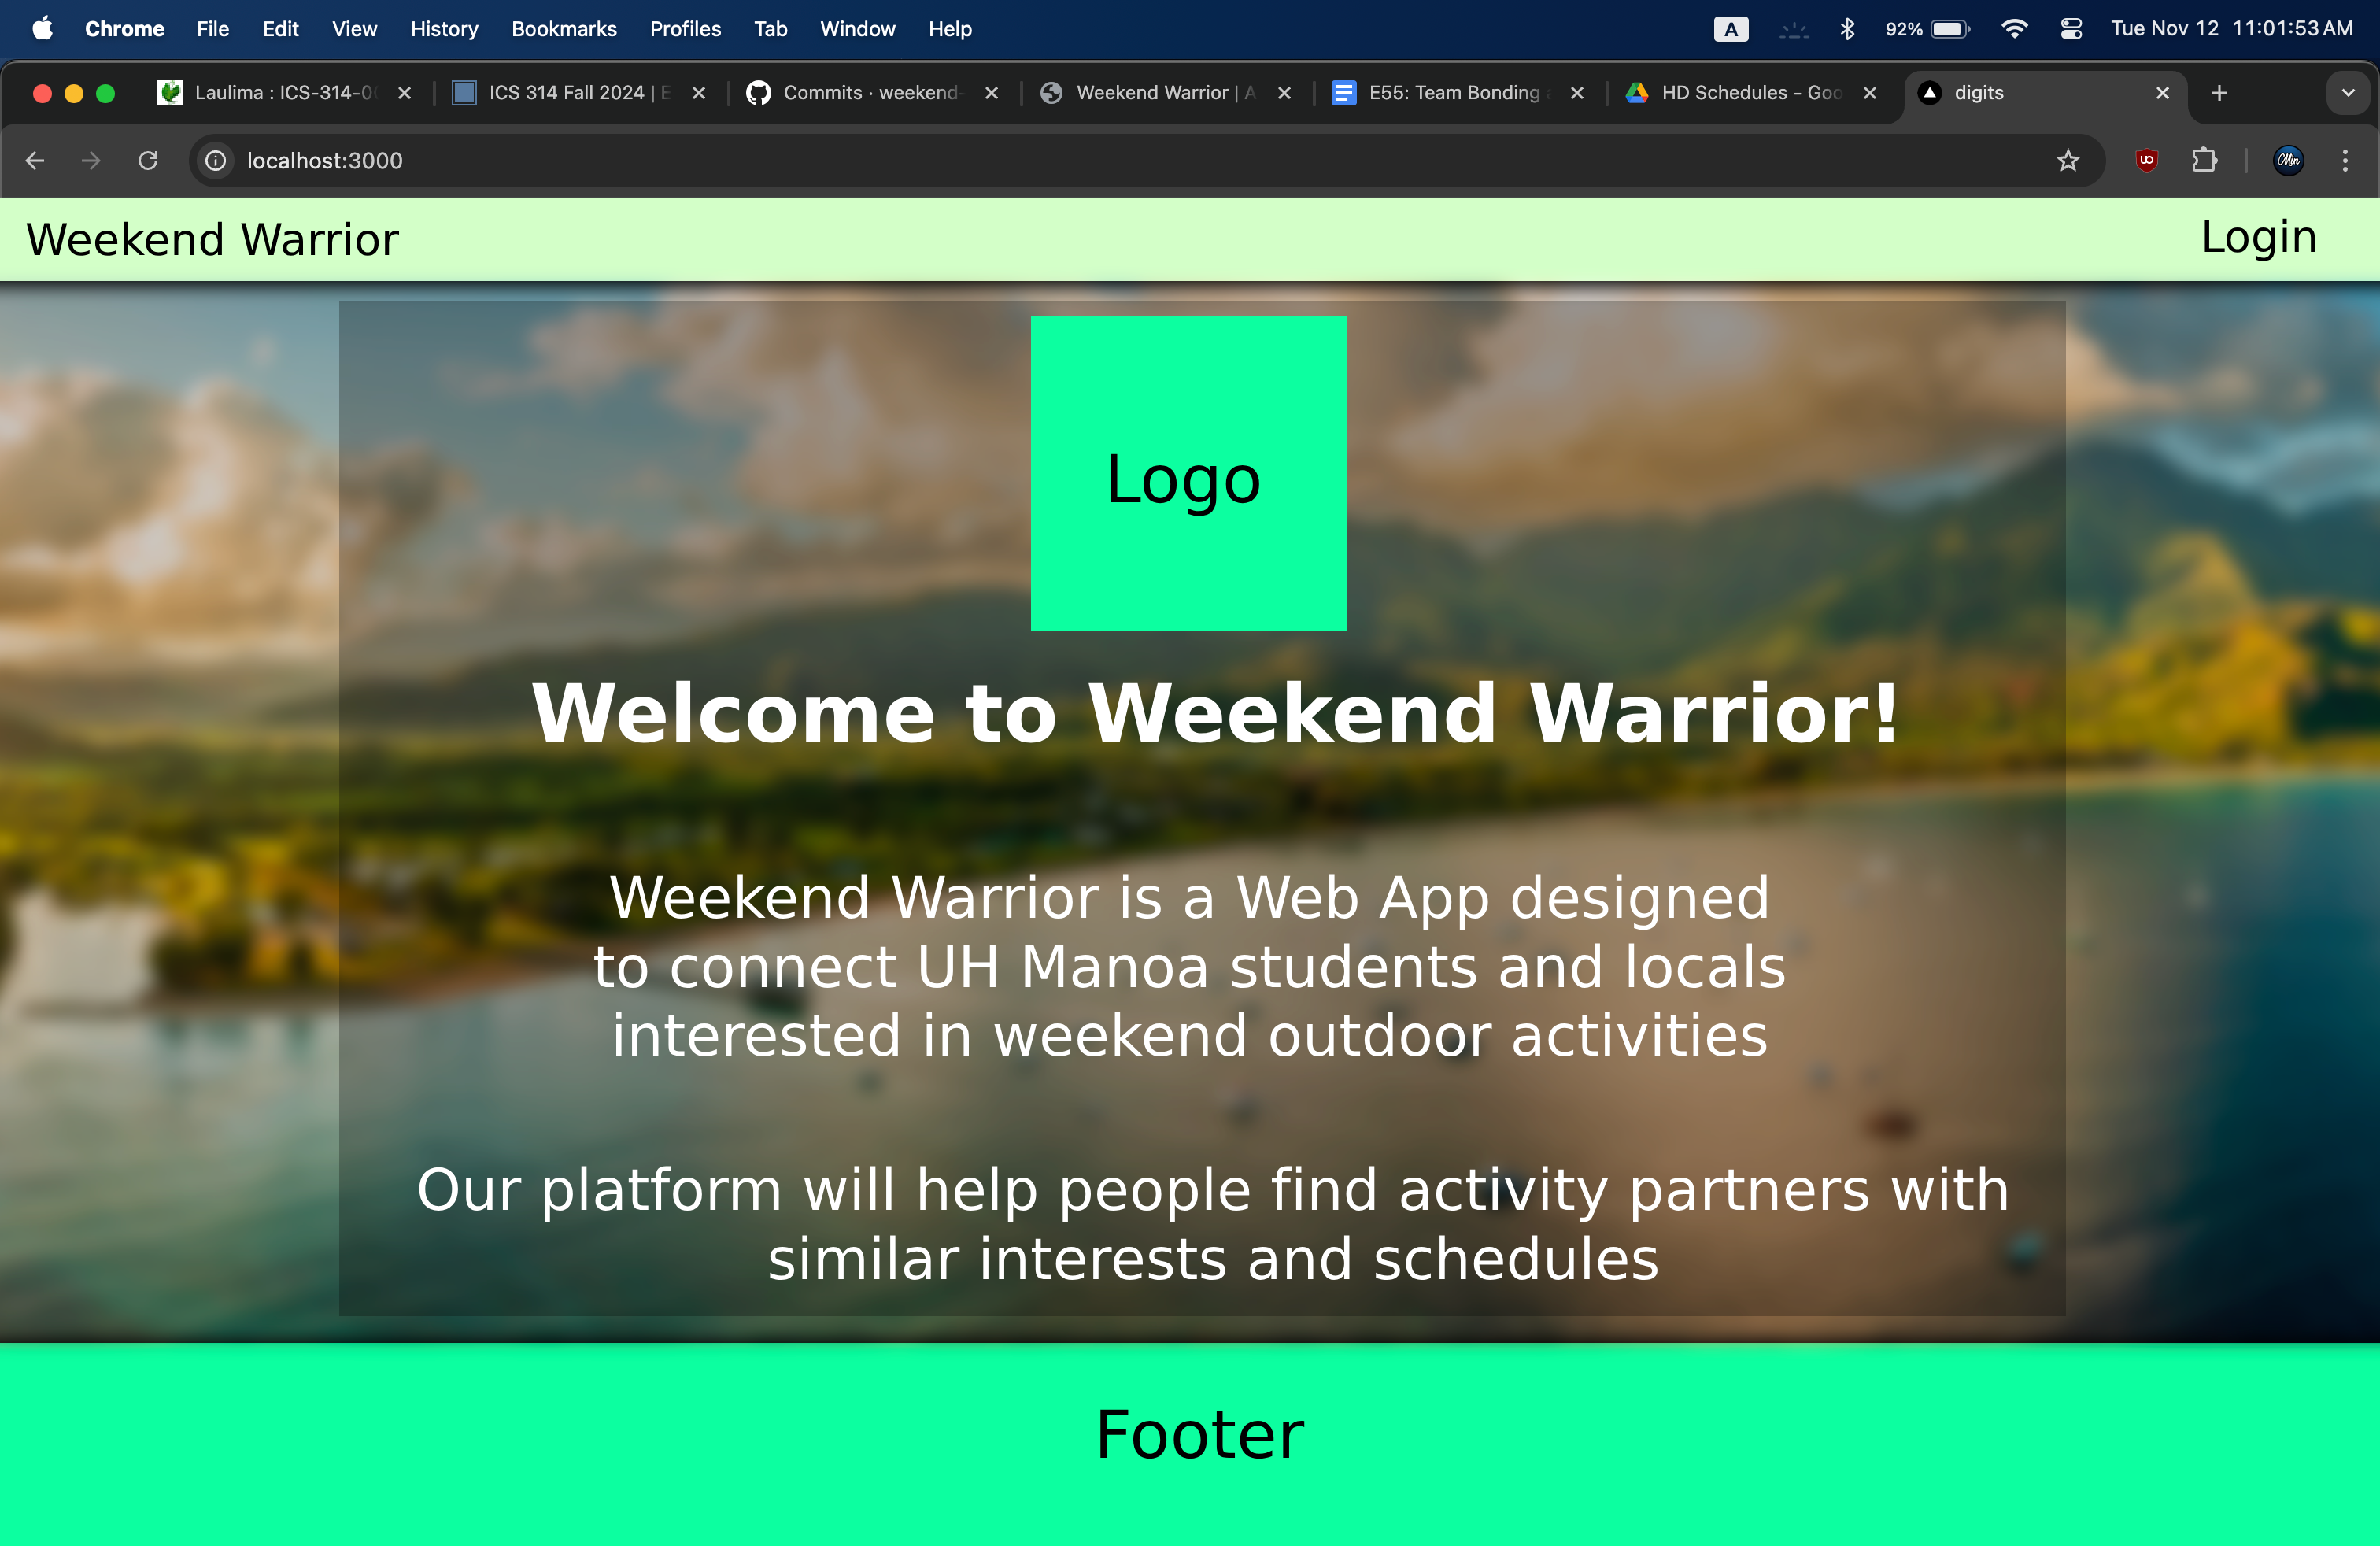 Chrome File Edit View History Bookmarks Profiles Tab Window Help A 92% Tue Nov 12 11:01:53 AM
Laulima : ICS-314-0 ICS 314 Fall 2024 | E Commits · weekend- Weekend Warrior | A E55: Team Bonding HD Schedules - Goo digits
localhost:3000
Weekend Warrior Login
Logo
Welcome to Weekend Warrior!
Weekend Warrior is a Web App designed
to connect UH Manoa students and locals
interested in weekend outdoor activities
Our platform will help people find activity partners with
similar interests and schedules
Footer